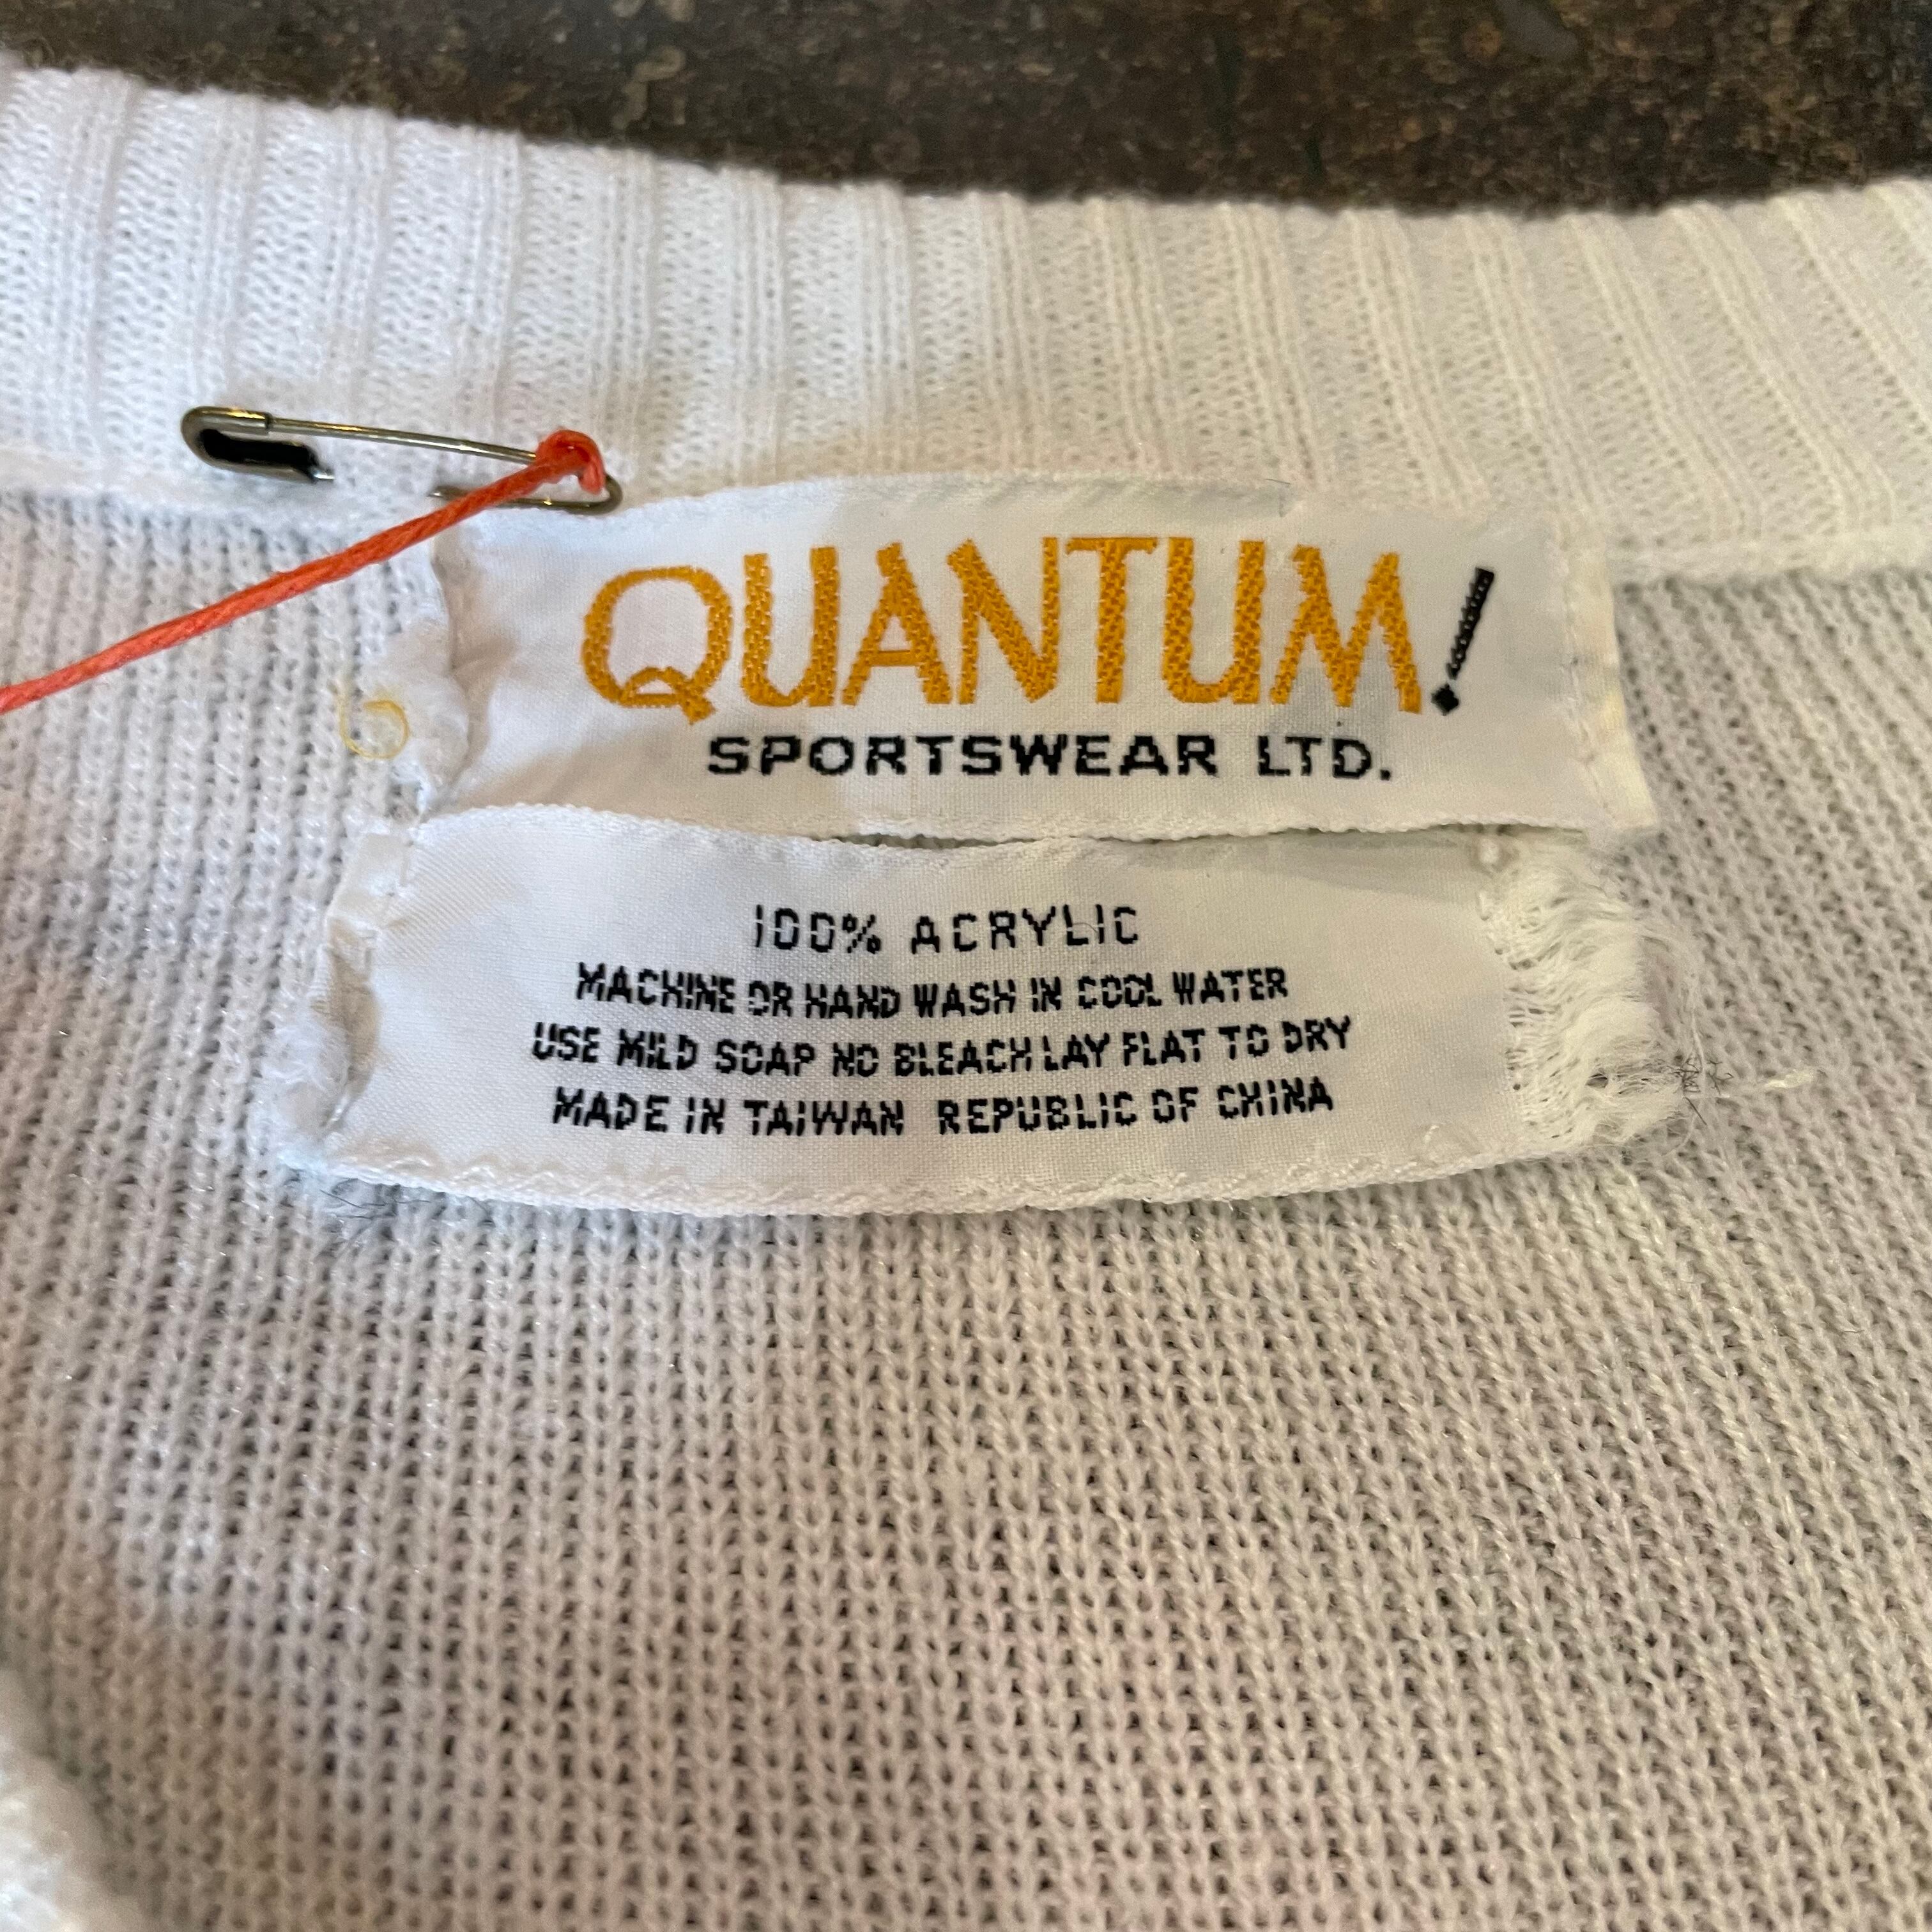 QUANTUM!
SPORTSWEAR LTD.
100% ACRYLIC
MACHINE OR HAND WASH IN COOL WATER
USE MILD SOAP NO BLEACH LAY FLAT TO DRY
MADE IN TAIWAN REPUBLIC OF CHINA